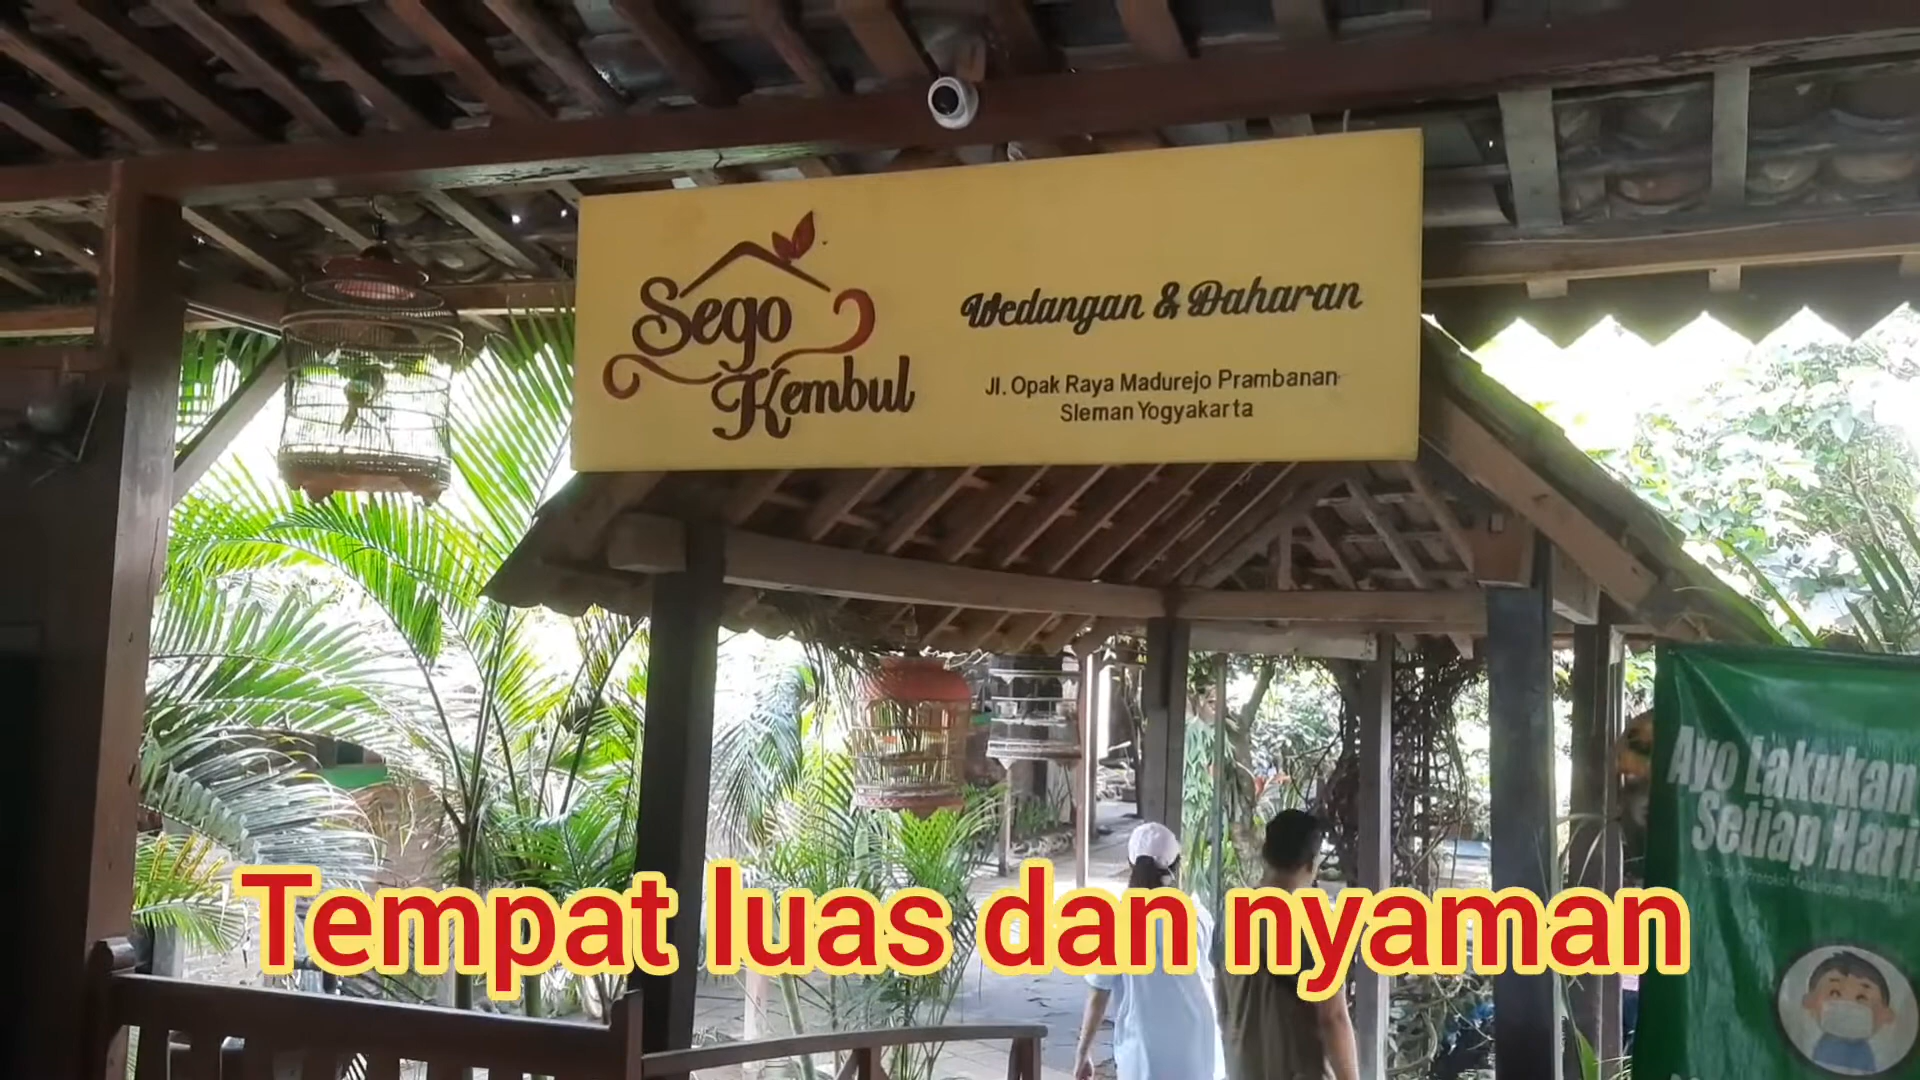 Sego
Kembul
Wedangan & Daharan
Jl. Opak Raya Madurejo Prambanan
Sleman Yogyakarta
Ayo Lakukan
Setiap Hari
Tempat luas dan nyaman